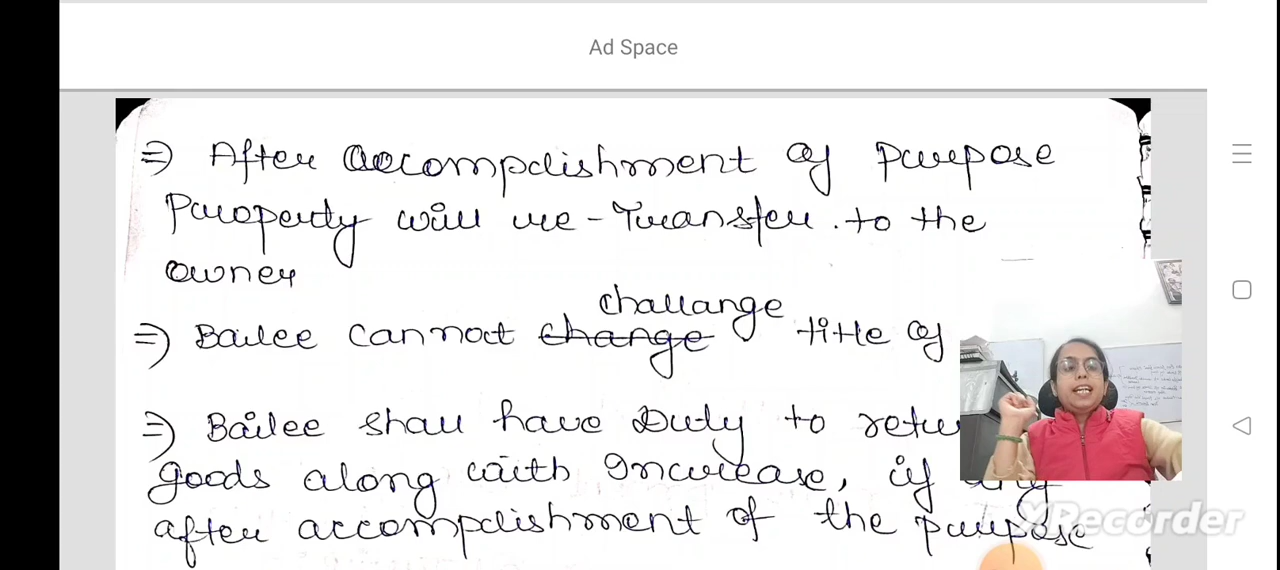 Ad Space
⇒ After accomplishment of purpose
Property will re-Transfer. to the
owner
challange
⇒ Bailee cannot change title of
⇒ Bailee shall have Duty to retu
goods along with Increase, if any
after accomplishment of the purpose
XRecorder